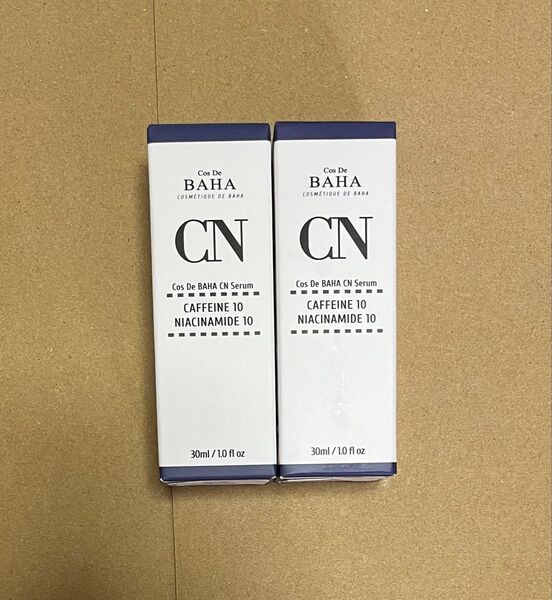 Cos De
BAHA
COSMÉTIQUE DE BAHA
CN
Cos De BAHA CN Serum
CAFFEINE 10
NIACINAMIDE 10
30ml / 1.0 fl oz
Cos De
BAHA
COSMÉTIQUE DE BAHA
CN
Cos De BAHA CN Serum
CAFFEINE 10
NIACINAMIDE 10
30ml / 1.0 fl oz